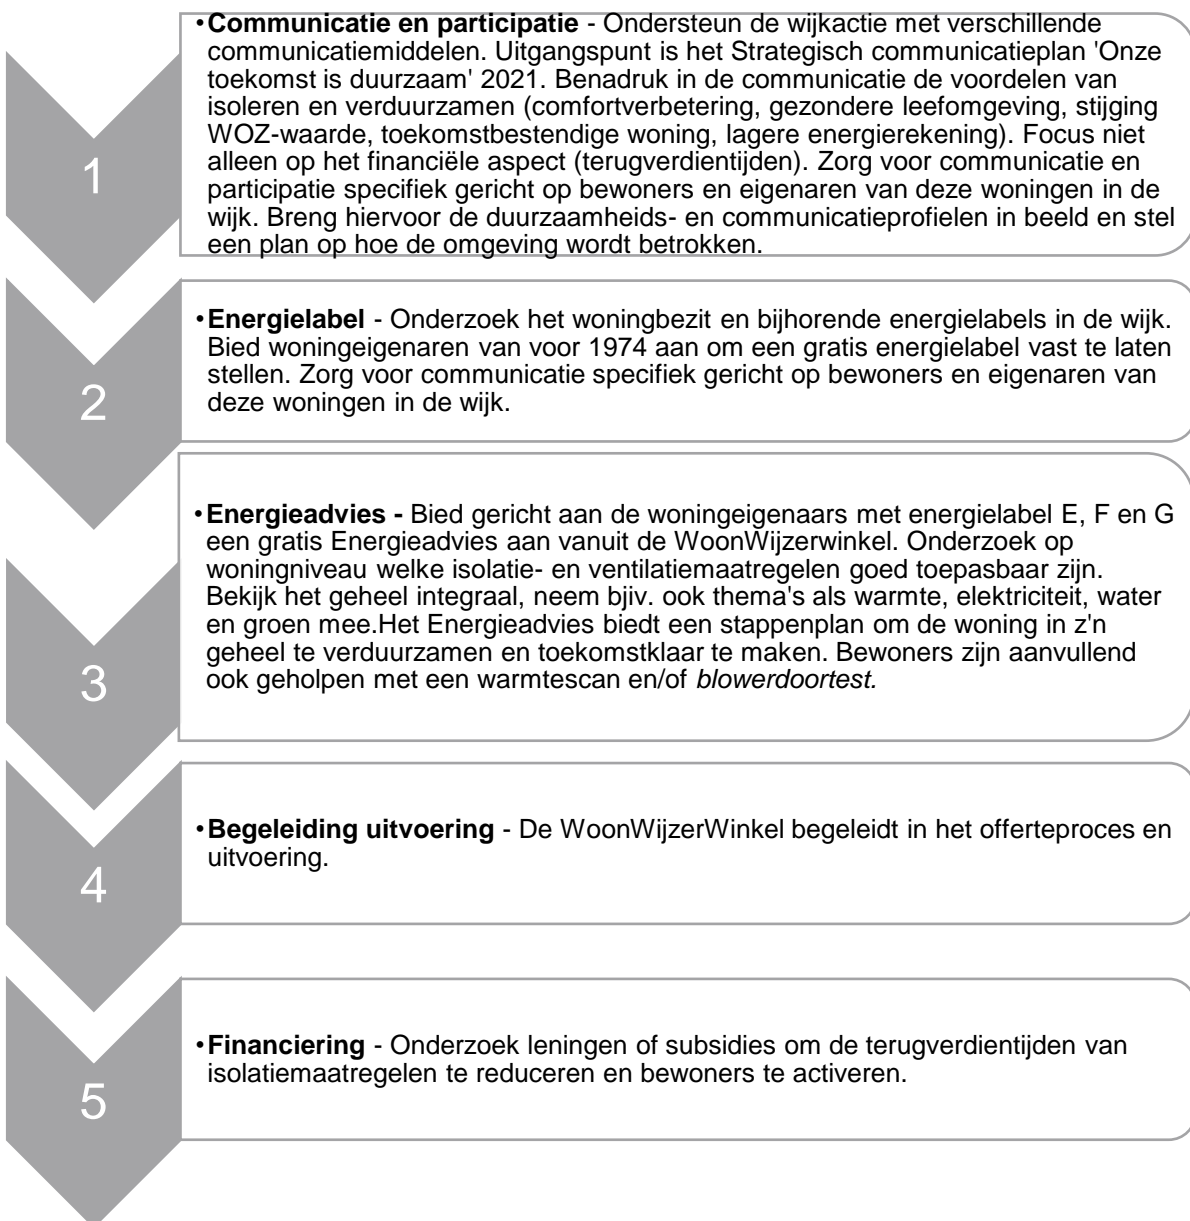 1
•Communicatie en participatie - Ondersteun de wijkactie met verschillende
communicatiemiddelen. Uitgangspunt is het Strategisch communicatieplan 'Onze
toekomst is duurzaam' 2021. Benadruk in de communicatie de voordelen van
isoleren en verduurzamen (comfortverbetering, gezondere leefomgeving, stijging
WOZ-waarde, toekomstbestendige woning, lagere energierekening). Focus niet
alleen op het financiële aspect (terugverdientijden). Zorg voor communicatie en
participatie specifiek gericht op bewoners en eigenaren van deze woningen in de
wijk. Breng hiervoor de duurzaamheids- en communicatieprofielen in beeld en stel
een plan op hoe de omgeving wordt betrokken.
2
•Energielabel - Onderzoek het woningbezit en bijhorende energielabels in de wijk.
Bied woningeigenaren van voor 1974 aan om een gratis energielabel vast te laten
stellen. Zorg voor communicatie specifiek gericht op bewoners en eigenaren van
deze woningen in de wijk.
3
•Energieadvies - Bied gericht aan de woningeigenaars met energielabel E, F en G
een gratis Energieadvies aan vanuit de WoonWijzerwinkel. Onderzoek op
woningniveau welke isolatie- en ventilatiemaatregelen goed toepasbaar zijn.
Bekijk het geheel integraal, neem bjiv. ook thema's als warmte, elektriciteit, water
en groen mee.Het Energieadvies biedt een stappenplan om de woning in z'n
geheel te verduurzamen en toekomstklaar te maken. Bewoners zijn aanvullend
ook geholpen met een warmtescan en/of blowerdoortest.
4
•Begeleiding uitvoering - De WoonWijzerWinkel begeleidt in het offerteproces en
uitvoering.
5
•Financiering - Onderzoek leningen of subsidies om de terugverdientijden van
isolatiemaatregelen te reduceren en bewoners te activeren.